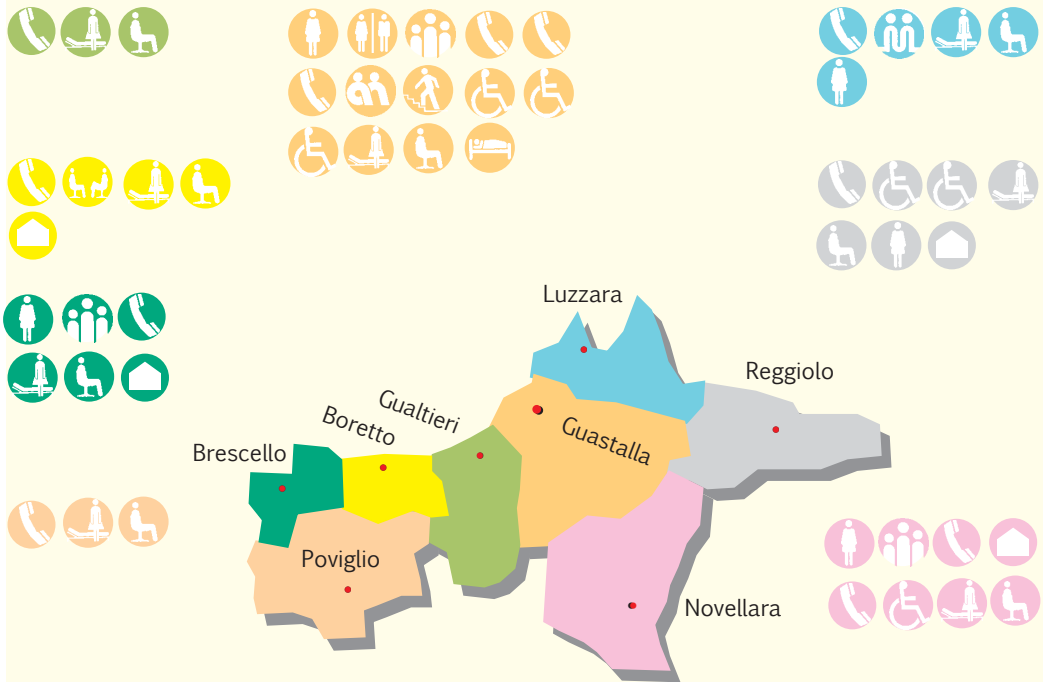 Luzzara
Reggiolo
Gualtieri
Boretto
Guastalla
Brescello
Poviglio
Novellara